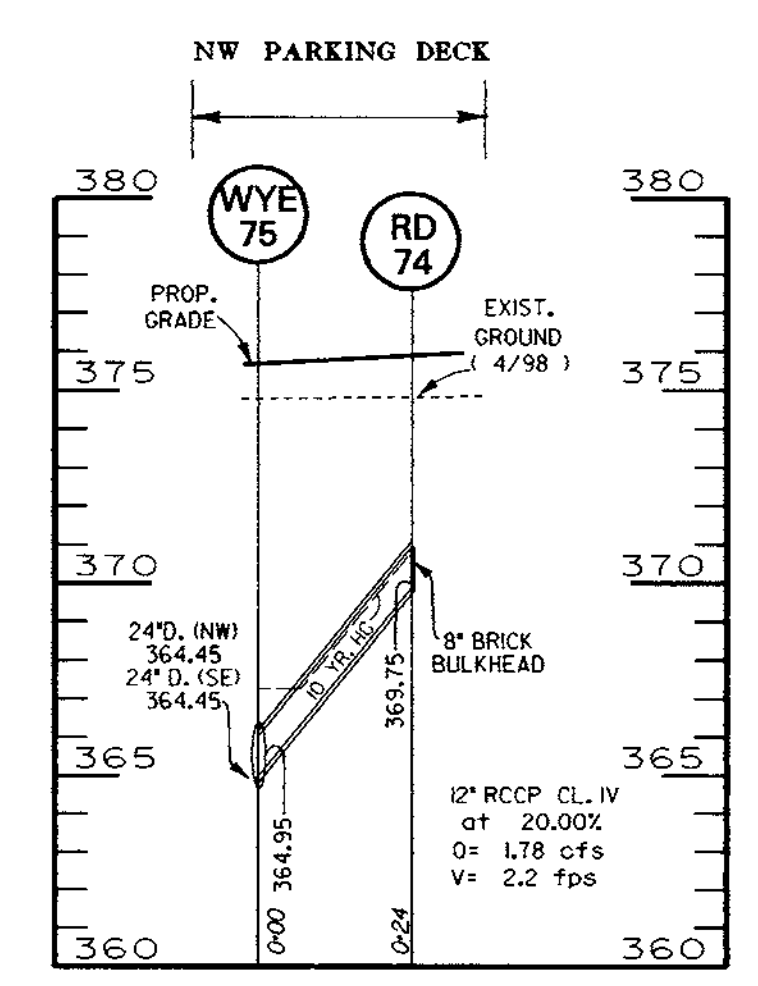 NW PARKING DECK
380
380
WYE
75
RD
74
PROP.
GRADE
EXIST.
GROUND
( 4/98 )
375
375
370
370
24"D. (NW)
364.45
24" D. (SE)
364.45
10 YR. HG
369.75
8" BRICK
BULKHEAD
365
365
364.95
12" RCCP CL. IV
at 20.00%
Q= 1.78 cfs
V= 2.2 fps
0+00
0+24
360
360